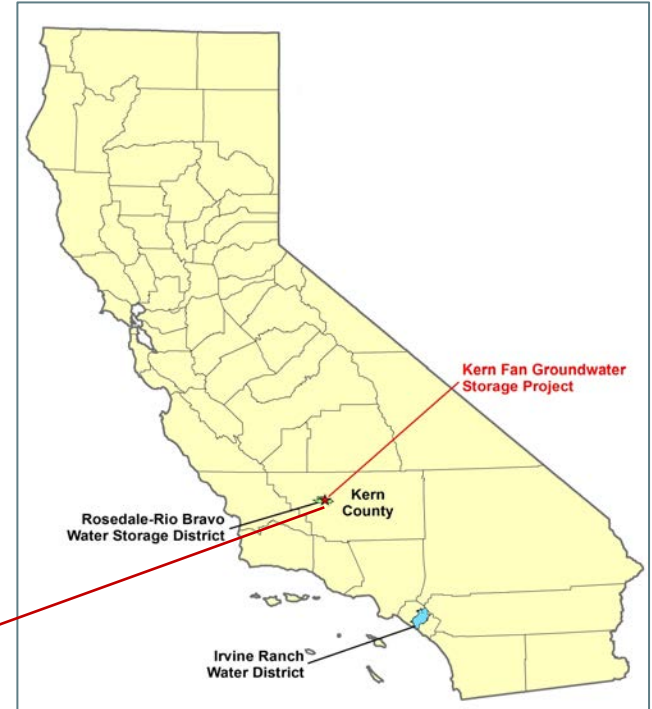 Kern Fan Groundwater
Storage Project
Kern
County
Rosedale-Rio Bravo
Water Storage District
Irvine Ranch
Water District